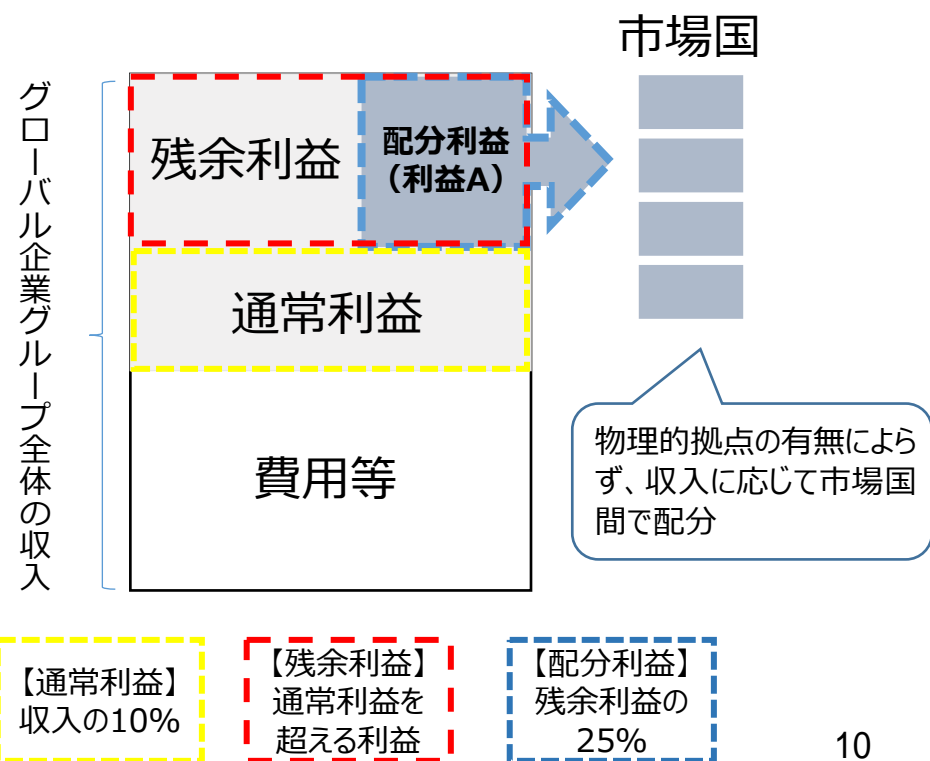 市場国
グローバル企業グループ全体の収入
残余利益
配分利益
（利益A）
通常利益
費用等
物理的拠点の有無によら
ず、収入に応じて市場国
間で配分
【通常利益】
収入の10%
【残余利益】
通常利益を
超える利益
【配分利益】
残余利益の
25%
10